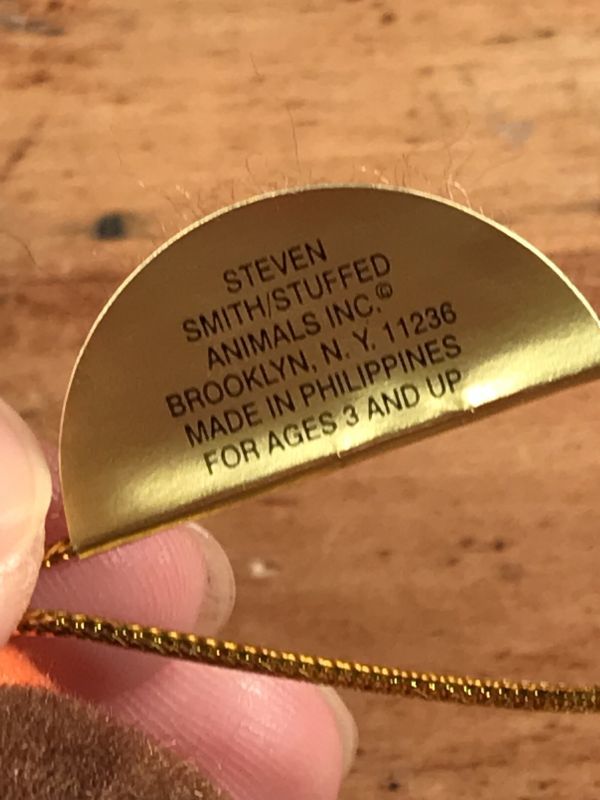 STEVEN
SMITH/STUFFED
ANIMALS INC.©
BROOKLYN, N.Y. 11236
MADE IN PHILIPPINES
FOR AGES 3 AND UP